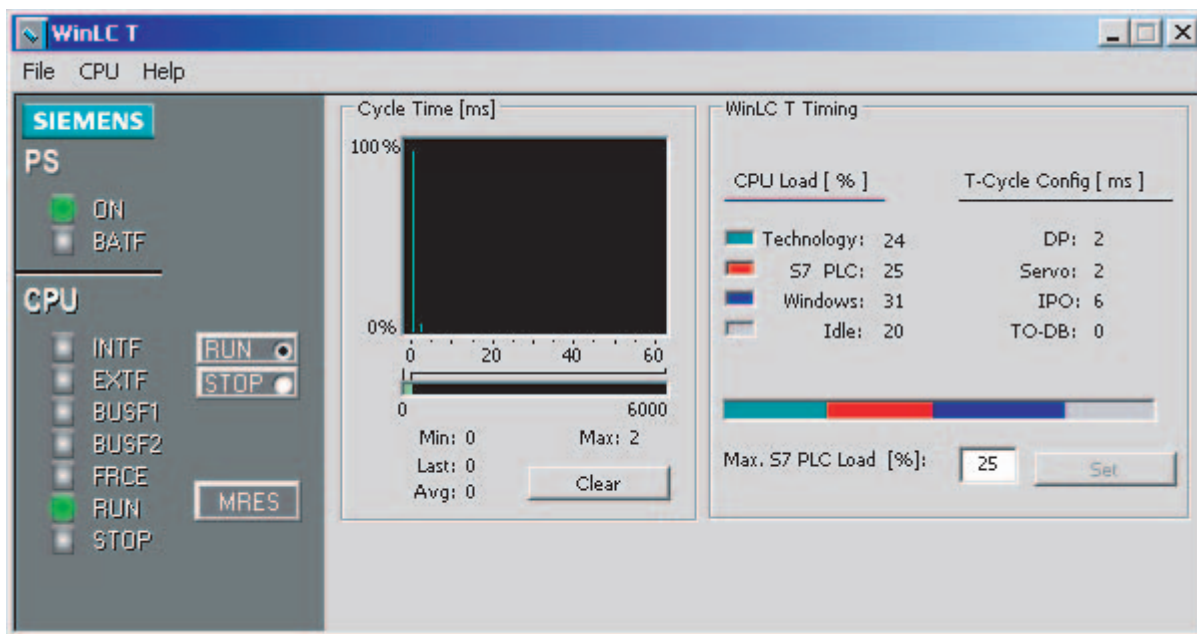 WinLC T
File CPU Help
SIEMENS
PS
ON
BATF
CPU
INTF
EXTF
BUSF1
BUSF2
FRCE
RUN
STOP
RUN
STOP
MRES
Cycle Time [ms]
100%
0%
0 20 40 60
0 6000
Min: 0 Max: 2
Last: 0
Avg: 0
Clear
WinLC T Timing
CPU Load [ % ] T-Cycle Config [ ms ]
Technology: 24 DP: 2
S7 PLC: 25 Servo: 2
Windows: 31 IPO: 6
Idle: 20 TO-DB: 0
Max. S7 PLC Load [%]: 25 Set